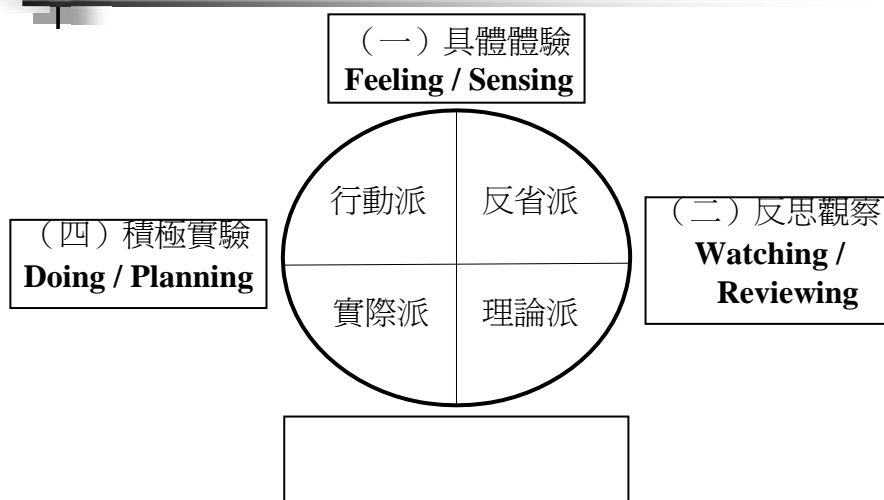 （一）具體體驗
Feeling / Sensing
行動派
反省派
（四）積極實驗
Doing / Planning
（二）反思觀察
Watching /
Reviewing
實際派
理論派